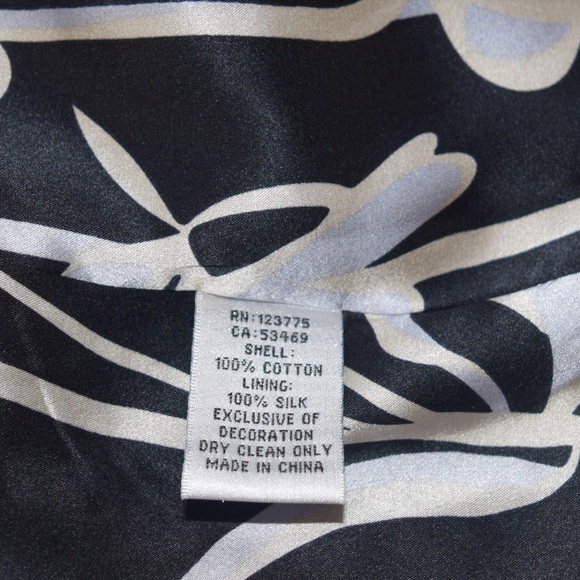 RN:123775
CA:53469
SHELL:
100% COTTON
LINING:
100% SILK
EXCLUSIVE OF
DECORATION
DRY CLEAN ONLY
MADE IN CHINA